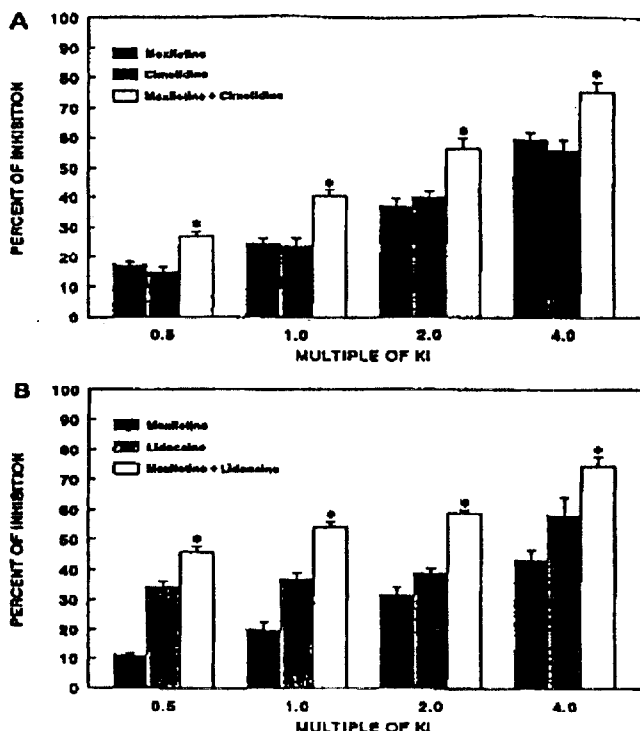 A
PERCENT OF INHIBITION
100
90
80
70
60
50
40
30
20
10
0
Mexiletine
Cimetidine
Mexiletine + Cimetidine
*
*
*
*
0.5 1.0 2.0 4.0
MULTIPLE OF KI
B
PERCENT OF INHIBITION
100
90
80
70
60
50
40
30
20
10
0
Mexiletine
Lidocaine
Mexiletine + Lidocaine
*
*
*
*
0.5 1.0 2.0 4.0
MULTIPLE OF KI